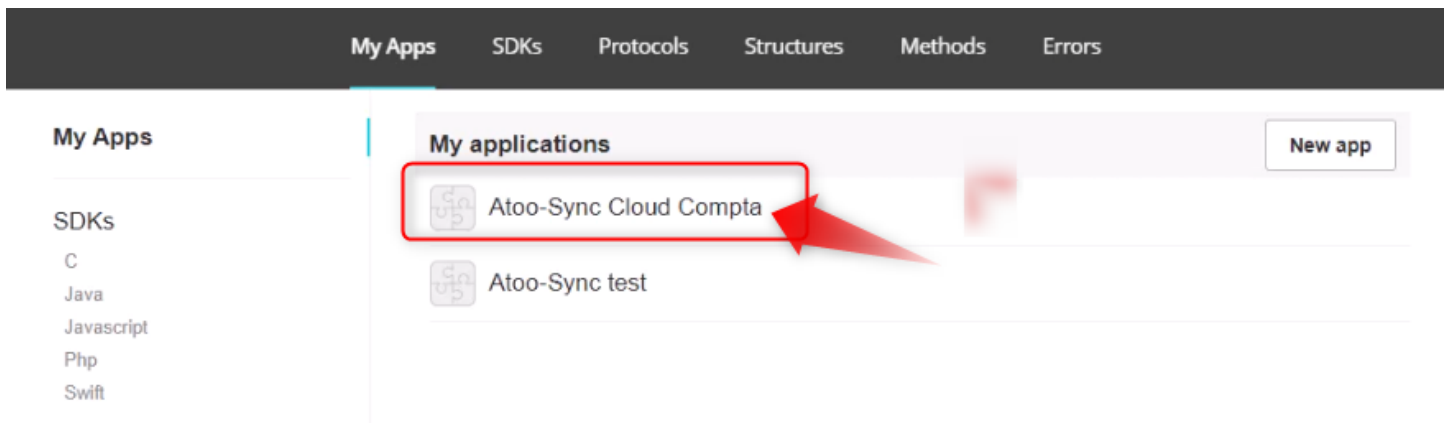 My Apps SDKs Protocols Structures Methods Errors
My Apps
SDKs
C
Java
Javascript
Php
Swift
My applications
New app
Atoo-Sync Cloud Compta
Atoo-Sync test